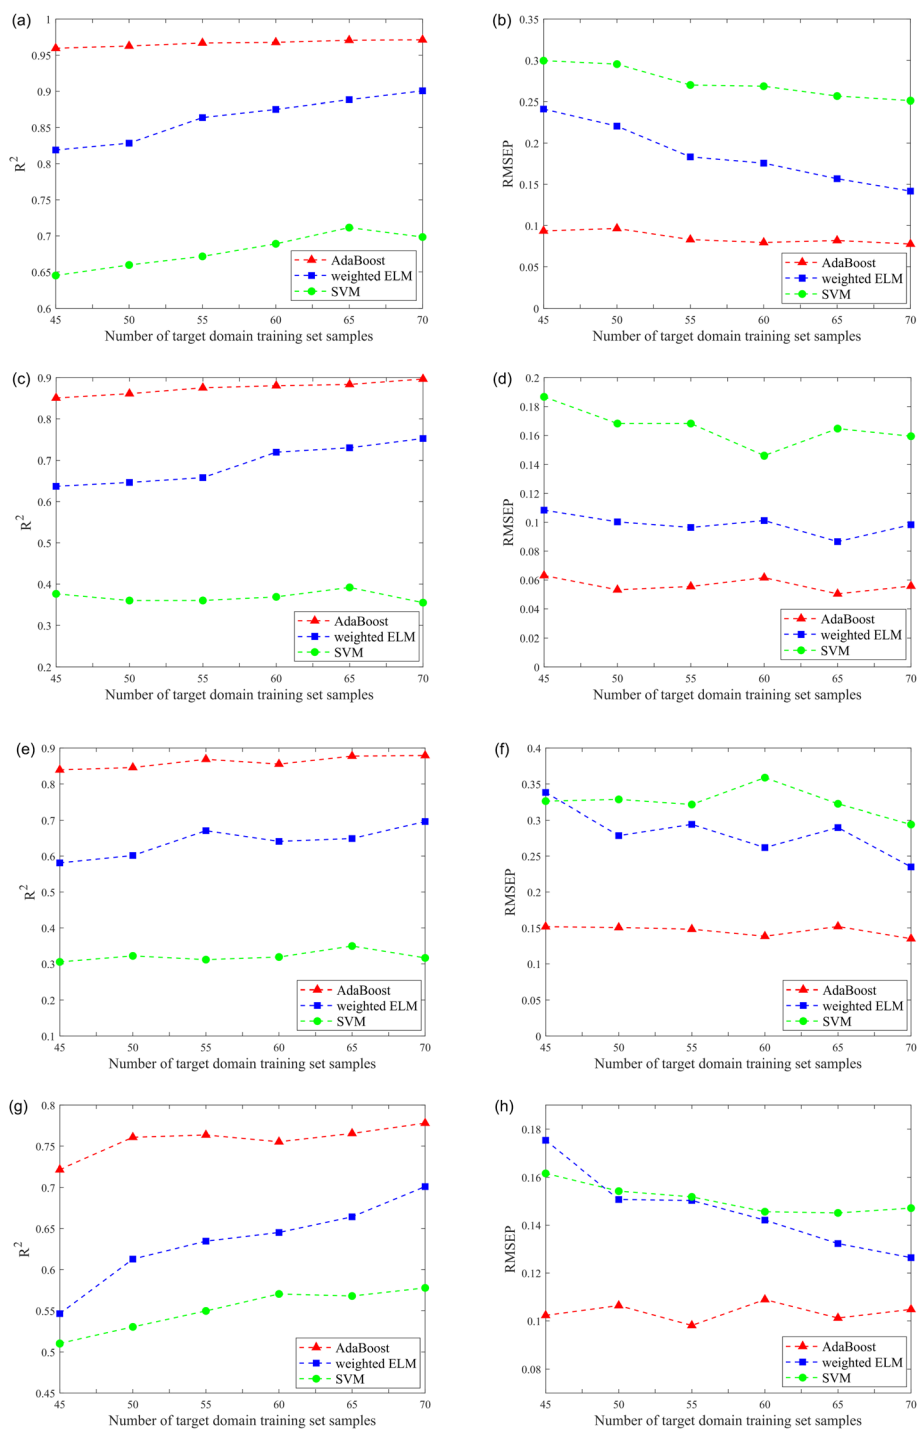 (a)
1
0.95
0.9
0.85
0.8
0.75
0.7
0.65
0.6
R2
45 50 55 60 65 70
Number of target domain training set samples
AdaBoost
weighted ELM
SVM
(b)
0.35
0.3
0.25
0.2
0.15
0.1
0.05
0
RMSEP
45 50 55 60 65 70
Number of target domain training set samples
AdaBoost
weighted ELM
SVM
(c)
0.9
0.8
0.7
0.6
0.5
0.4
0.3
0.2
R2
45 50 55 60 65 70
Number of target domain training set samples
AdaBoost
weighted ELM
SVM
(d)
0.2
0.18
0.16
0.14
0.12
0.1
0.08
0.06
0.04
0.02
0
RMSEP
45 50 55 60 65 70
Number of target domain training set samples
AdaBoost
weighted ELM
SVM
(e)
0.9
0.8
0.7
0.6
0.5
0.4
0.3
0.2
0.1
R2
45 50 55 60 65 70
Number of target domain training set samples
AdaBoost
weighted ELM
SVM
(f)
0.4
0.35
0.3
0.25
0.2
0.15
0.1
0.05
0
RMSEP
45 50 55 60 65 70
Number of target domain training set samples
AdaBoost
weighted ELM
SVM
(g)
0.8
0.75
0.7
0.65
0.6
0.55
0.5
0.45
R2
45 50 55 60 65 70
Number of target domain training set samples
AdaBoost
weighted ELM
SVM
(h)
0.18
0.16
0.14
0.12
0.1
0.08
RMSEP
45 50 55 60 65 70
Number of target domain training set samples
AdaBoost
weighted ELM
SVM